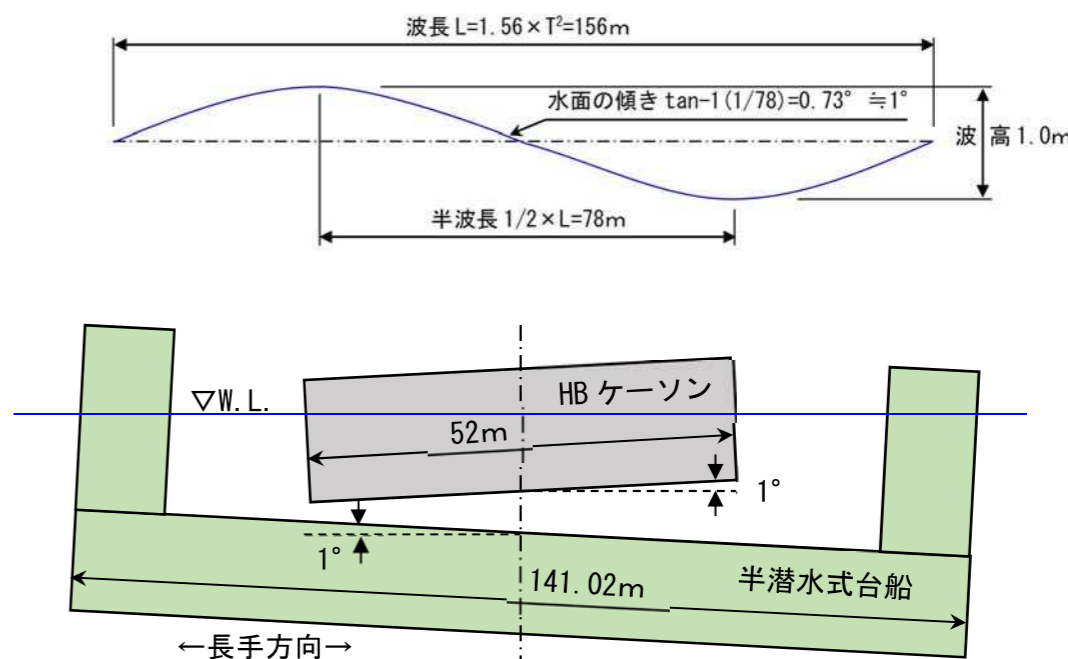 波長 L=1.56×T²=156m
水面の傾き tan-1(1/78)=0.73° ≒1°
波 高 1.0m
半波長 1/2×L=78m
HB ケーソン
▽W.L.
52m
1°
1°
141.02m
半潜水式台船
←長手方向→